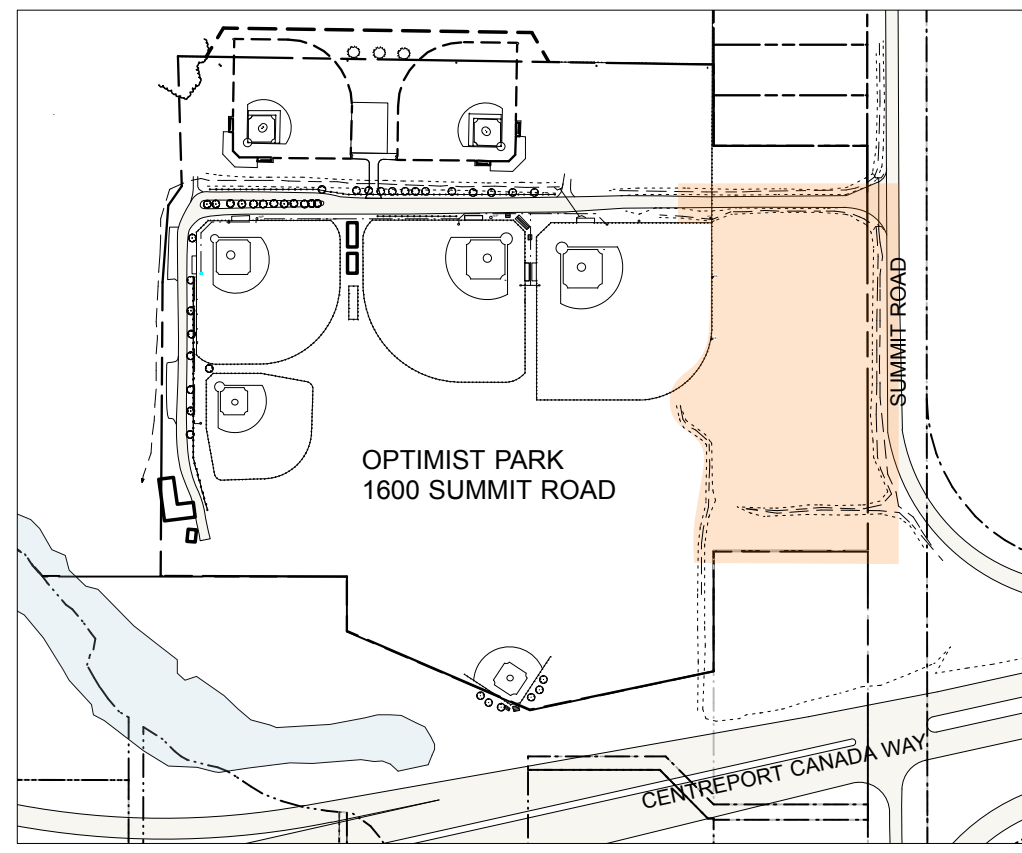 SUMMIT ROAD
OPTIMIST PARK
1600 SUMMIT ROAD
CENTREPORT CANADA WAY